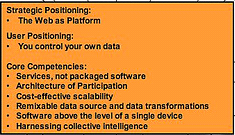 Strategic Positioning:
• The Web as Platform
User Positioning:
• You control your own data
Core Competencies:
• Services, not packaged software
• Architecture of Participation
• Cost-effective scalability
• Remixable data source and data transformations
• Software above the level of a single device
• Harnessing collective intelligence